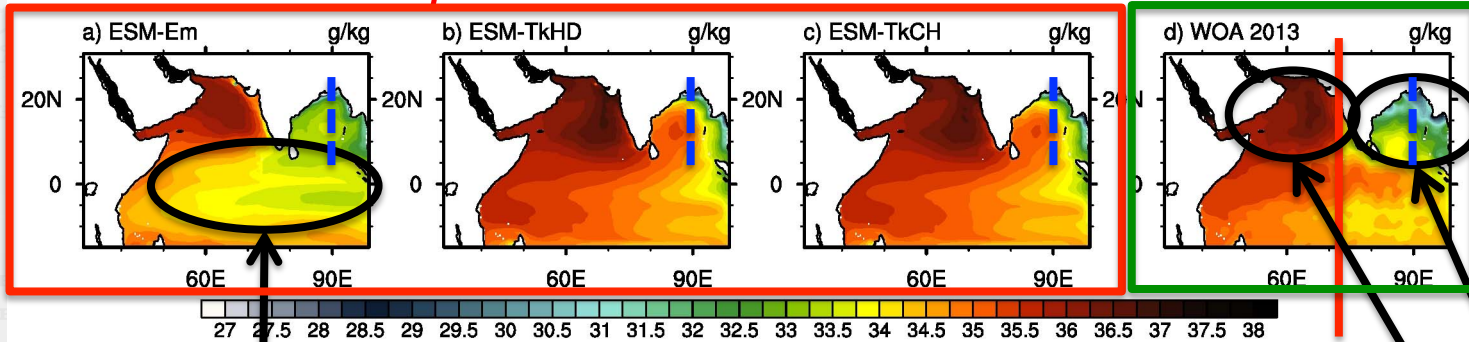 a) ESM-Em g/kg b) ESM-TkHD g/kg c) ESM-TkCH g/kg d) WOA 2013 g/kg
20N 20N 20N 20N
0 0 0 0
60E 90E 60E 90E 60E 90E 60E 90E
27 27.5 28 28.5 29 29.5 30 30.5 31 31.5 32 32.5 33 33.5 34 34.5 35 35.5 36 36.5 37 37.5 38